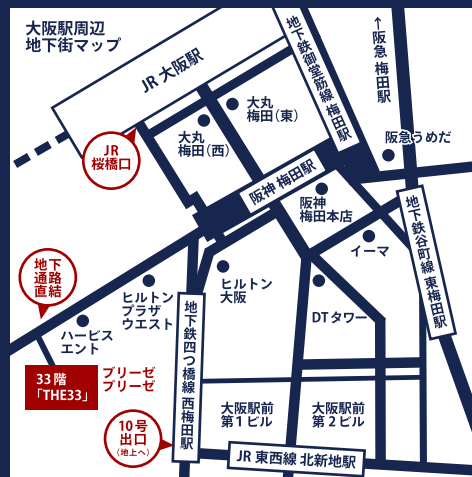 大阪駅周辺
地下街マップ
JR 大阪駅
地下鉄御堂筋線 梅田駅
←阪急 梅田駅
大丸
梅田（東）
大丸
梅田（西）
阪急うめだ
JR
桜橋口
阪神 梅田駅
阪神
梅田本店
イーマ
地下鉄谷町線 東梅田駅
地下
通路
直結
ヒルトン
プラザ
ウエスト
ヒルトン
大阪
DTタワー
ハービス
エント
地下鉄四つ橋線 西梅田駅
33階
「THE33」
ブリーゼ
ブリーゼ
大阪駅前
第1ビル
大阪駅前
第2ビル
10号
出口
（地上へ）
JR 東西線 北新地駅